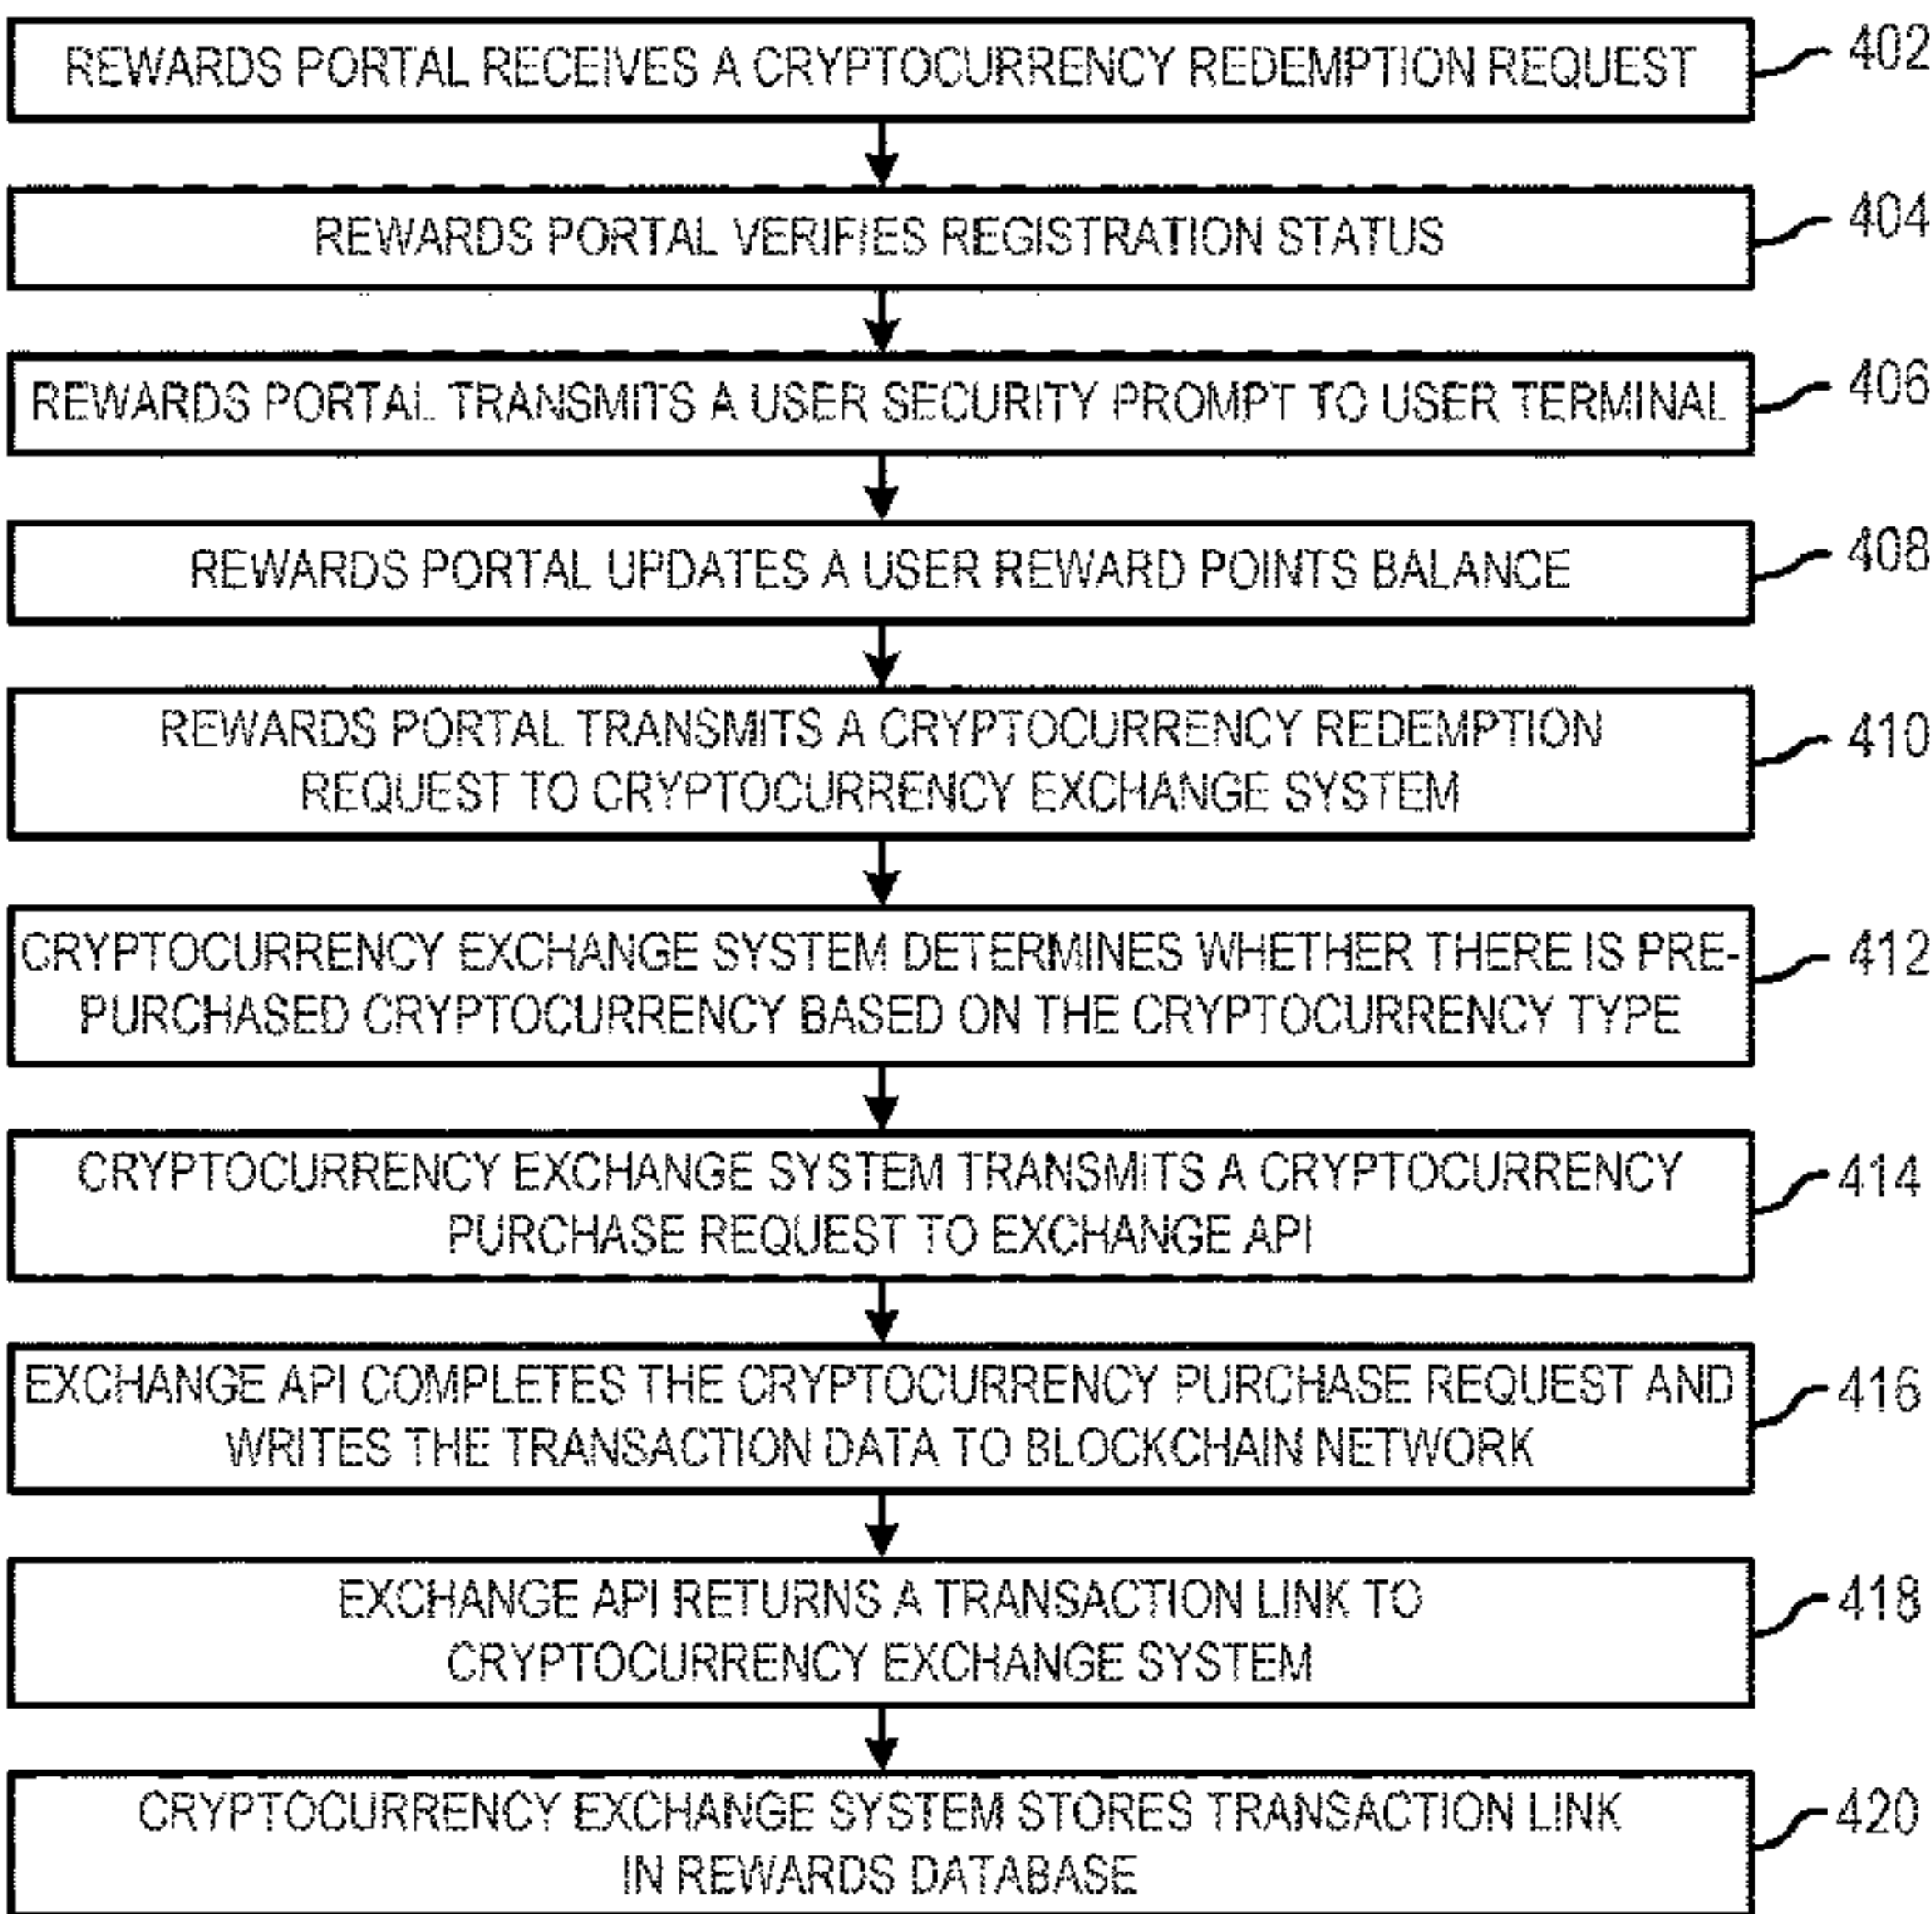 REWARDS PORTAL RECEIVES A CRYPTOCURRENCY REDEMPTION REQUEST
402
REWARDS PORTAL VERIFIES REGISTRATION STATUS
404
REWARDS PORTAL TRANSMITS A USER SECURITY PROMPT TO USER TERMINAL
406
REWARDS PORTAL UPDATES A USER REWARD POINTS BALANCE
408
REWARDS PORTAL TRANSMITS A CRYPTOCURRENCY REDEMPTION
REQUEST TO CRYPTOCURRENCY EXCHANGE SYSTEM
410
CRYPTOCURRENCY EXCHANGE SYSTEM DETERMINES WHETHER THERE IS PRE-
PURCHASED CRYPTOCURRENCY BASED ON THE CRYPTOCURRENCY TYPE
412
CRYPTOCURRENCY EXCHANGE SYSTEM TRANSMITS A CRYPTOCURRENCY
PURCHASE REQUEST TO EXCHANGE API
414
EXCHANGE API COMPLETES THE CRYPTOCURRENCY PURCHASE REQUEST AND
WRITES THE TRANSACTION DATA TO BLOCKCHAIN NETWORK
416
EXCHANGE API RETURNS A TRANSACTION LINK TO
CRYPTOCURRENCY EXCHANGE SYSTEM
418
CRYPTOCURRENCY EXCHANGE SYSTEM STORES TRANSACTION LINK
IN REWARDS DATABASE
420